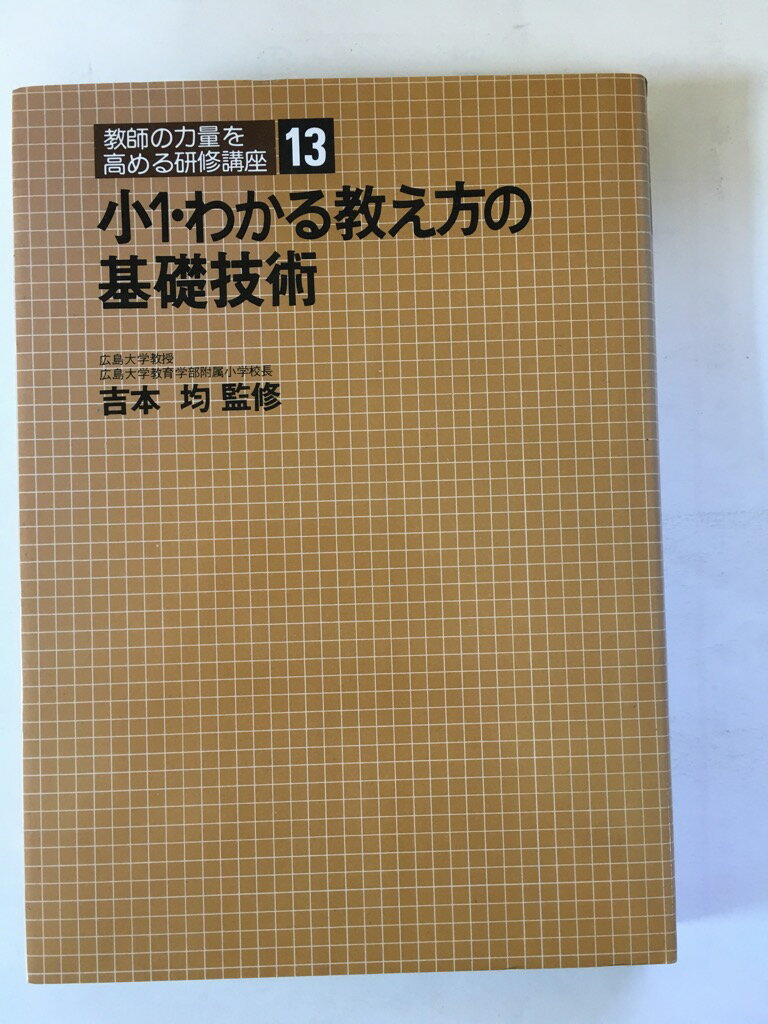 教師の力量を
高める研修講座 13
小1・わかる教え方の
基礎技術
広島大学教授
広島大学教育学部附属小学校長
吉本 均 監修